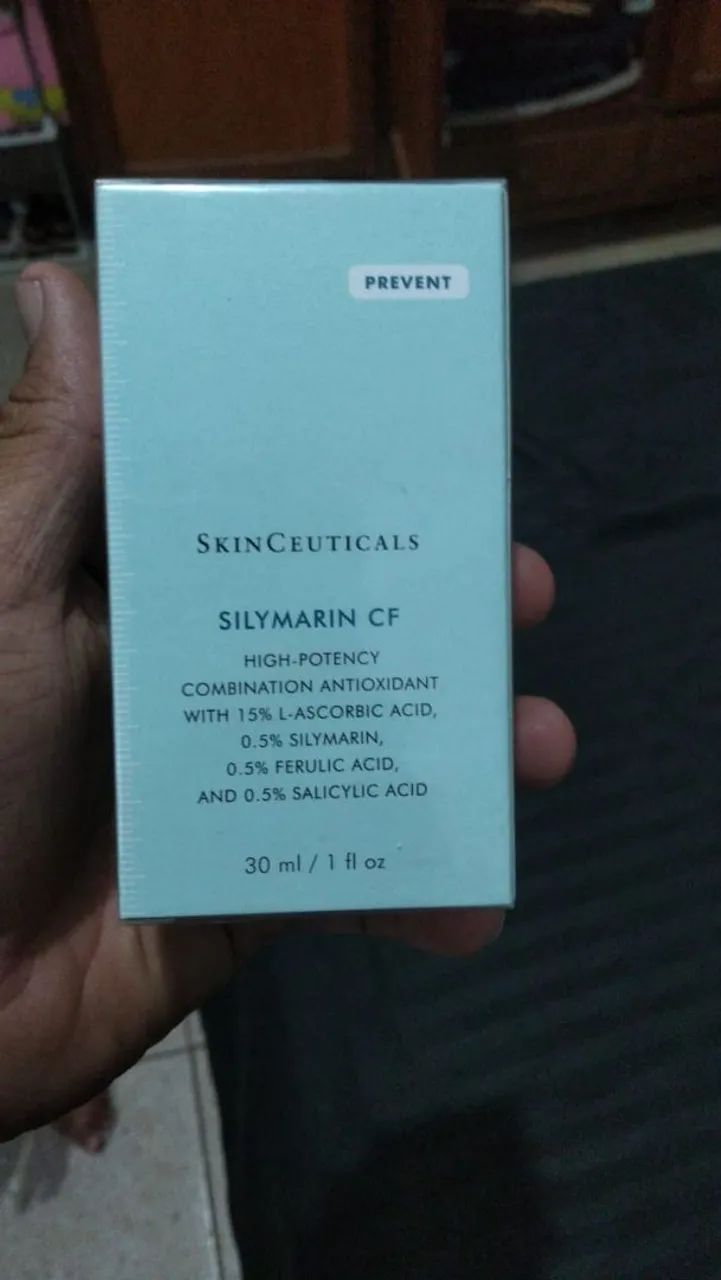 PREVENT
SKINCEUTICALS
SILYMARIN CF
HIGH-POTENCY
COMBINATION ANTIOXIDANT
WITH 15% L-ASCORBIC ACID,
0.5% SILYMARIN,
0.5% FERULIC ACID,
AND 0.5% SALICYLIC ACID
30 ml / 1 fl oz